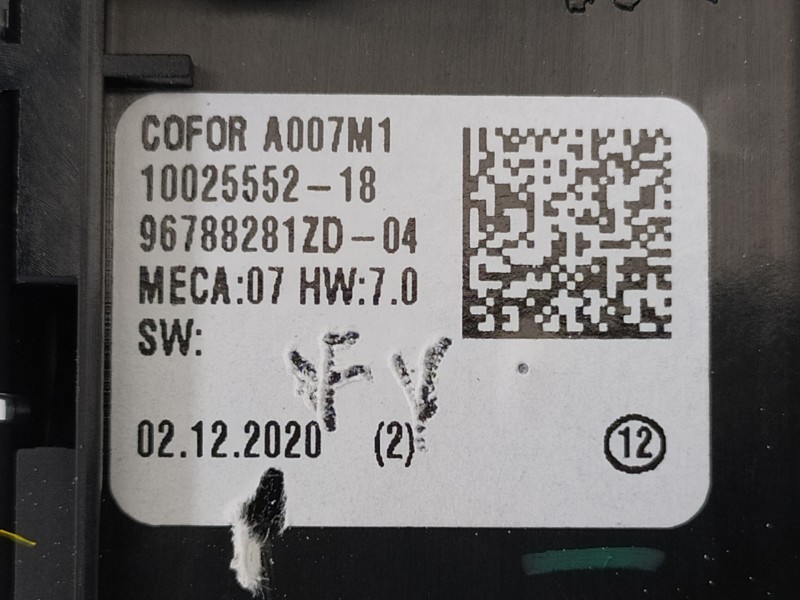 COFOR A007M1
10025552-18
96788281ZD-04
MECA:07 HW:7.0
SW:
02.12.2020 (2) 12